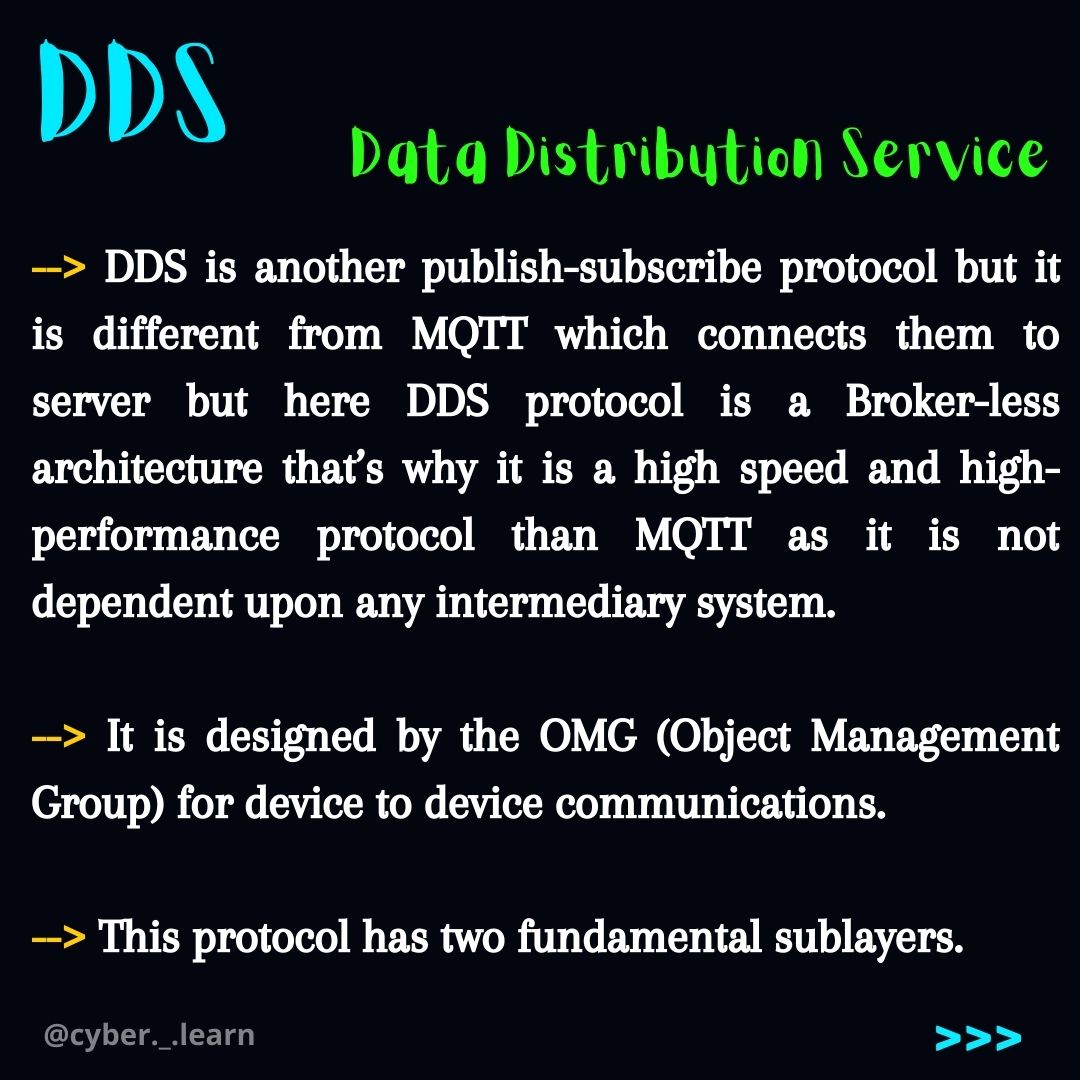 DDS
Data Distribution Service
--> DDS is another publish-subscribe protocol but it
is different from MQTT which connects them to
server but here DDS protocol is a Broker-less
architecture that’s why it is a high speed and high-
performance protocol than MQTT as it is not
dependent upon any intermediary system.
--> It is designed by the OMG (Object Management
Group) for device to device communications.
--> This protocol has two fundamental sublayers.
@cyber._.learn
>>>